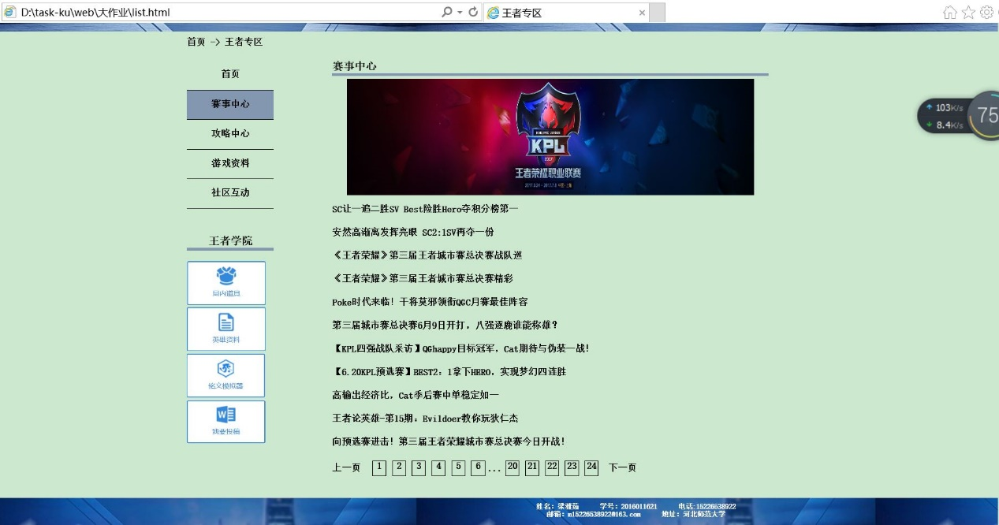 D:\task-ku\web\大作业\list.html
王者专区
首页 -> 王者专区
首页
赛事中心
攻略中心
游戏资料
社区互动
王者学院
局内道具
英雄资料
铭文模拟器
我要投稿
赛事中心
KPL
2017
王者荣耀职业联赛
SC让一追二胜SV Best险胜Hero夺积分榜第一
安然高渐离发挥亮眼 SC2:1SV再夺一份
《王者荣耀》第三届王者城市赛总决赛战队巡
《王者荣耀》第三届王者城市赛总决赛精彩
Poke时代来临！干将莫邪领衔QGC月赛最佳阵容
第三届城市赛总决赛6月9日开打，八强逐鹿谁能称雄？
【KPL四强战队采访】QGhappy目标冠军，Cat期待与伪装一战！
【6.20KPL预选赛】BEST2：1拿下HERO，实现梦幻四连胜
高输出经济比，Cat季后赛中单稳定如一
王者论英雄-第15期：Evildoer教你玩狄仁杰
向预选赛进击！第三届王者荣耀城市赛总决赛今日开战！
上一页 1 2 3 4 5 6 ... 20 21 22 23 24 下一页
103K/s
8.4K/s
75
姓名：梁雅茹 学号：2016011621 电话:15226538922
邮箱：m15226538922@163.com 地址：河北师范大学